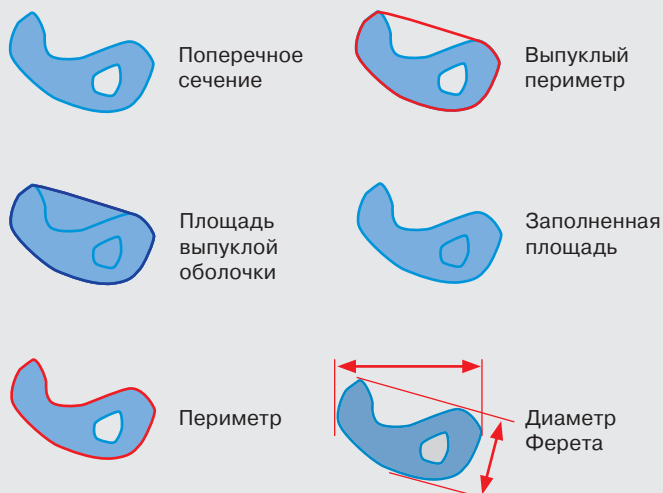 Поперечное
сечение
Выпуклый
периметр
Площадь
выпуклой
оболочки
Заполненная
площадь
Периметр
Диаметр
Ферета